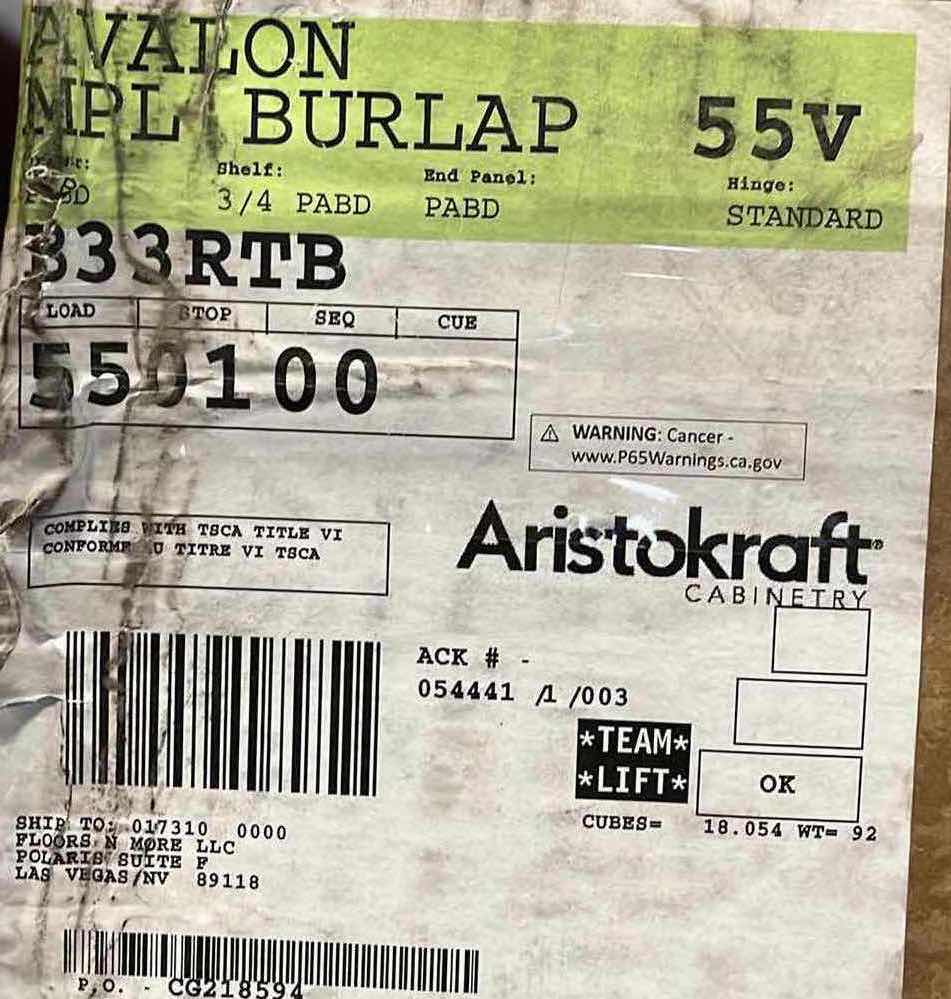 AVALON
MPL BURLAP 55V
Shelf: End Panel: Hinge:
3/4 PABD PABD STANDARD
B33RTB
LOAD STOP SEQ CUE
550100
⚠ WARNING: Cancer -
www.P65Warnings.ca.gov
COMPLIES WITH TSCA TITLE VI
CONFORME AU TITRE VI TSCA
Aristokraft®
CABINETRY
ACK # -
054441 /1 /003
*TEAM*
*LIFT*
OK
CUBES= 18.054 WT= 92
SHIP TO: 017310 0000
FLOORS N MORE LLC
POLARIS SUITE F
LAS VEGAS/NV 89118
P,O. - CG218594